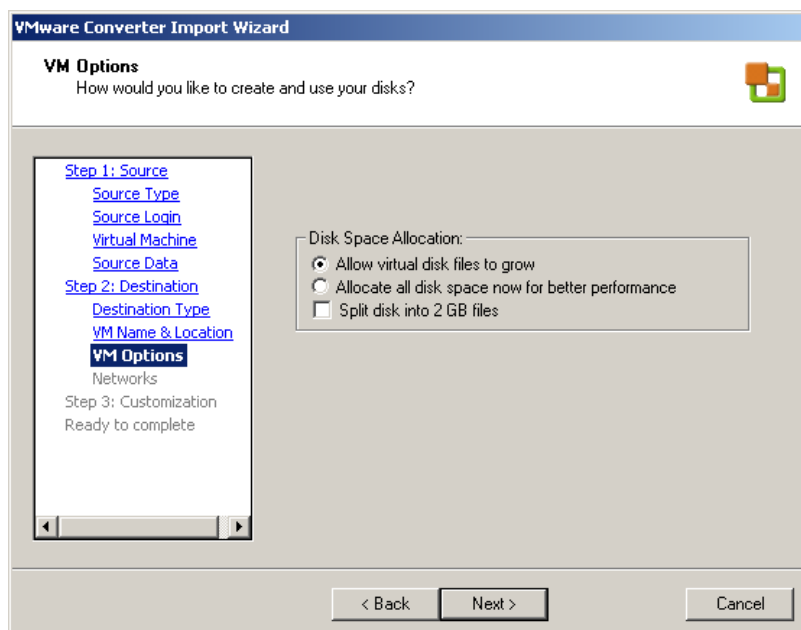 VMware Converter Import Wizard
VM Options
How would you like to create and use your disks?
Step 1: Source
Source Type
Source Login
Virtual Machine
Source Data
Step 2: Destination
Destination Type
VM Name & Location
VM Options
Networks
Step 3: Customization
Ready to complete
Disk Space Allocation:
Allow virtual disk files to grow
Allocate all disk space now for better performance
Split disk into 2 GB files
< Back
Next >
Cancel